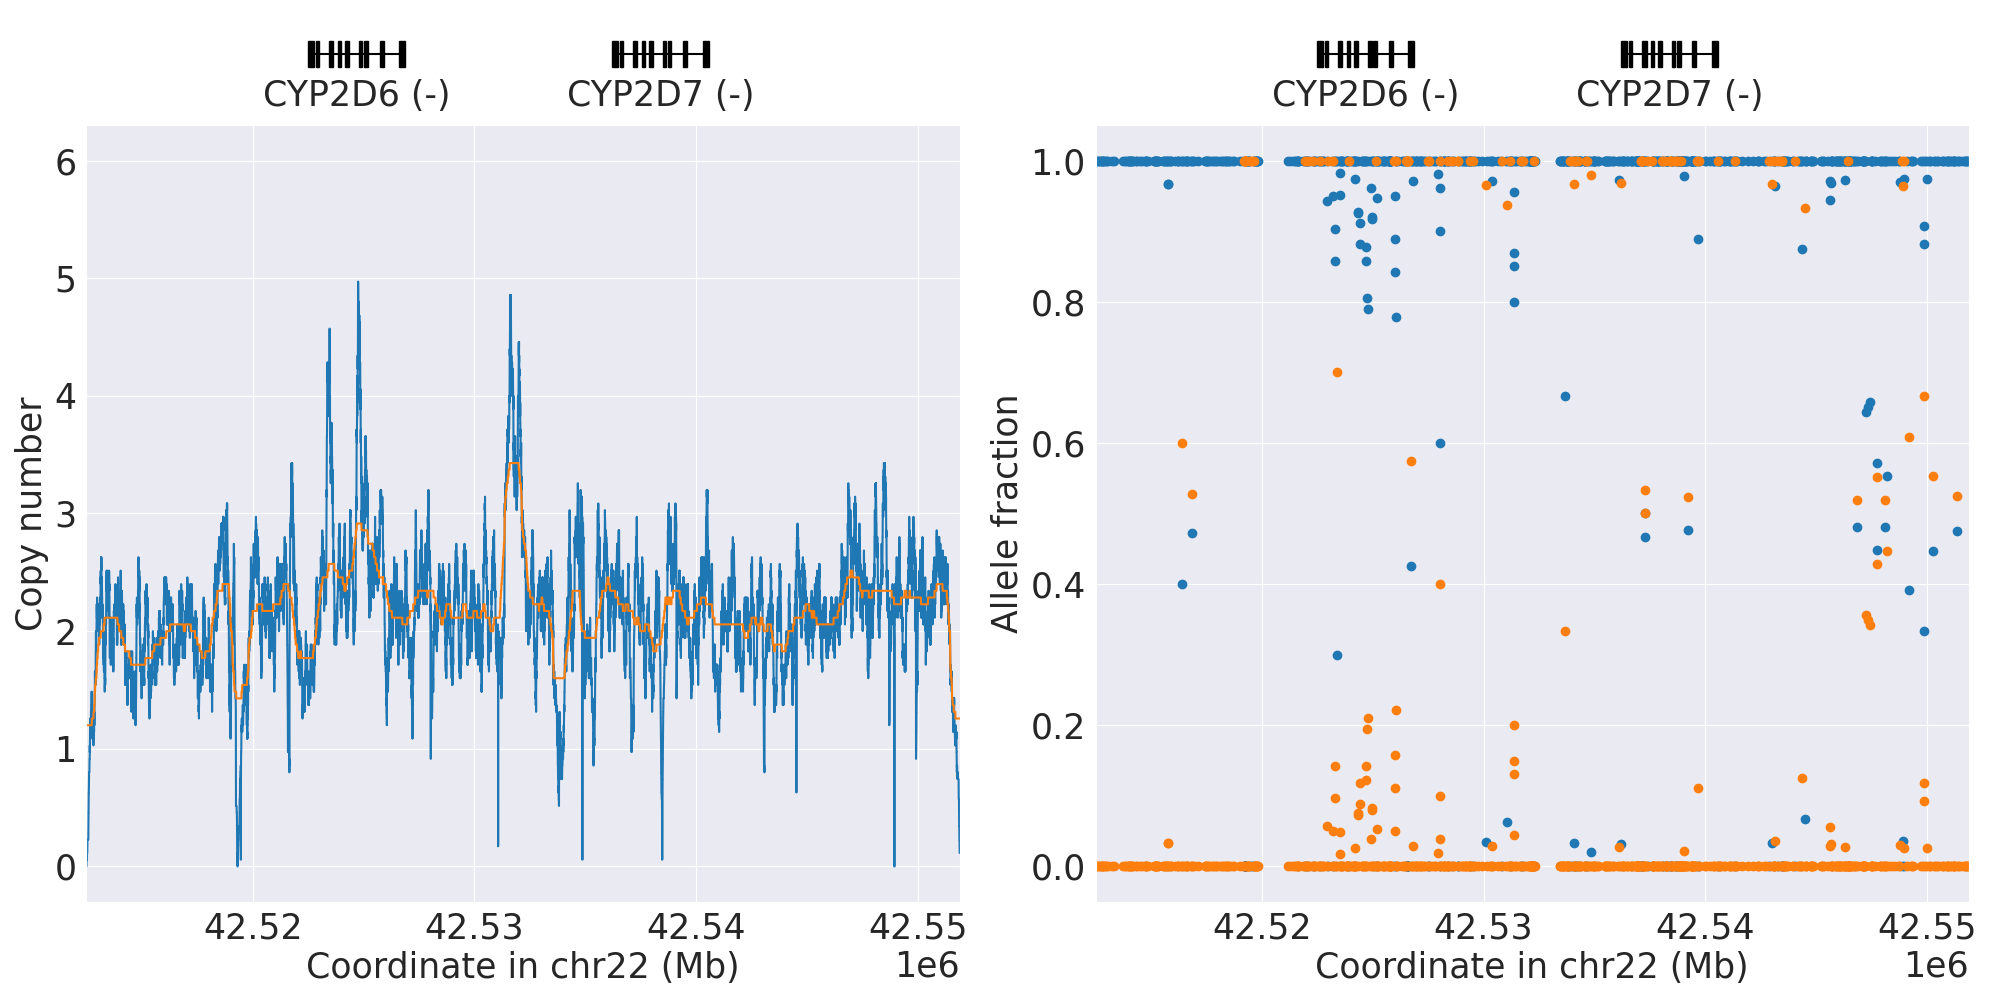 CYP2D6 (-) CYP2D7 (-)
6
5
4
3
2
1
0
Copy number
42.52 42.53 42.54 42.55
Coordinate in chr22 (Mb)
1e6
CYP2D6 (-) CYP2D7 (-)
1.0
0.8
0.6
0.4
0.2
0.0
Allele fraction
42.52 42.53 42.54 42.55
Coordinate in chr22 (Mb)
1e6